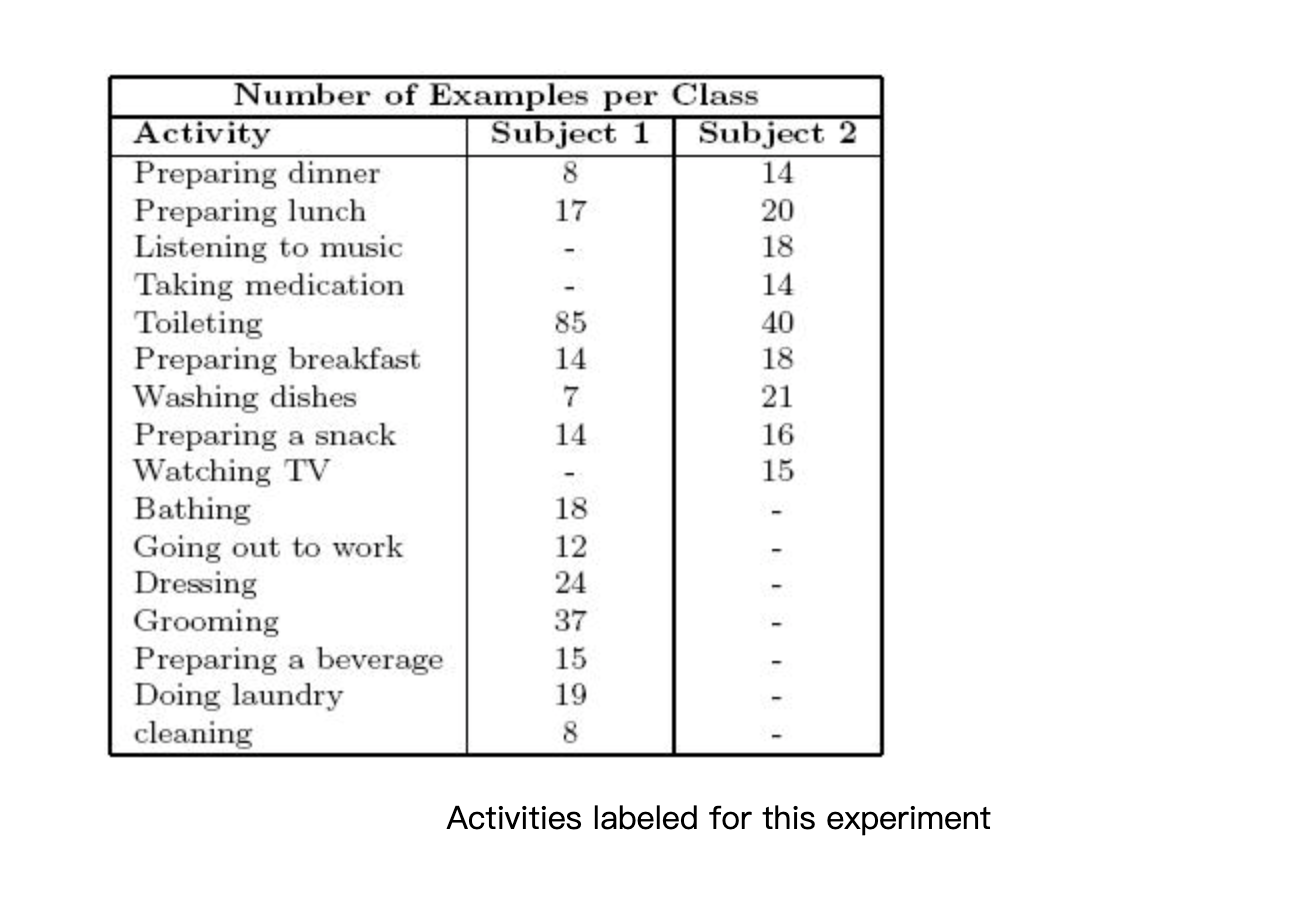 Number of Examples per Class
Activity Subject 1 Subject 2
Preparing dinner 8 14
Preparing lunch 17 20
Listening to music - 18
Taking medication - 14
Toileting 85 40
Preparing breakfast 14 18
Washing dishes 7 21
Preparing a snack 14 16
Watching TV - 15
Bathing 18 -
Going out to work 12 -
Dressing 24 -
Grooming 37 -
Preparing a beverage 15 -
Doing laundry 19 -
cleaning 8 -
Activities labeled for this experiment